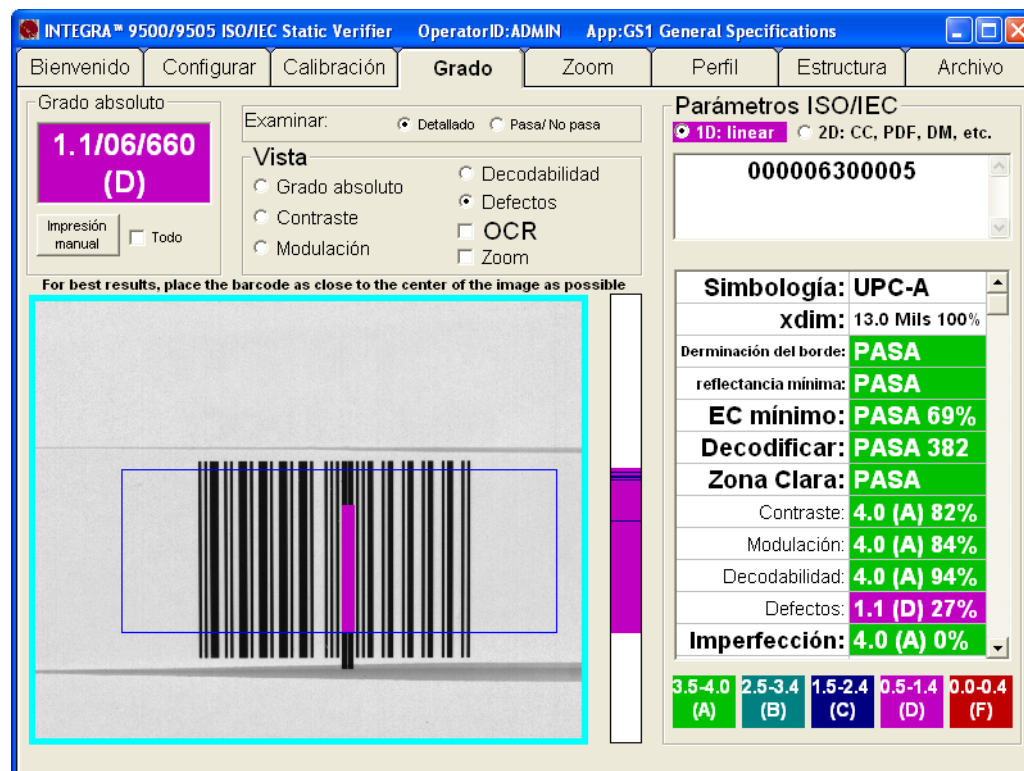 INTEGRA™ 9500/9505 ISO/IEC Static Verifier OperatorID:ADMIN App:GS1 General Specifications
Bienvenido Configurar Calibración Grado Zoom Perfil Estructura Archivo
Grado absoluto
1.1/06/660
(D)
Impresión
manual
Todo
Examinar: Detallado Pasa/No pasa
Vista
Grado absoluto
Contraste
Modulación
Decodabilidad
Defectos
OCR
Zoom
For best results, place the barcode as close to the center of the image as possible
Parámetros ISO/IEC
1D: linear 2D: CC, PDF, DM, etc.
000006300005
Simbología: UPC-A
xdim: 13.0 Mils 100%
Derminación del borde: PASA
reflectancia mínima: PASA
EC mínimo: PASA 69%
Decodificar: PASA 382
Zona Clara: PASA
Contraste: 4.0 (A) 82%
Modulación: 4.0 (A) 84%
Decodabilidad: 4.0 (A) 94%
Defectos: 1.1 (D) 27%
Imperfección: 4.0 (A) 0%
3.5-4.0 2.5-3.4 1.5-2.4 0.5-1.4 0.0-0.4
(A) (B) (C) (D) (F)